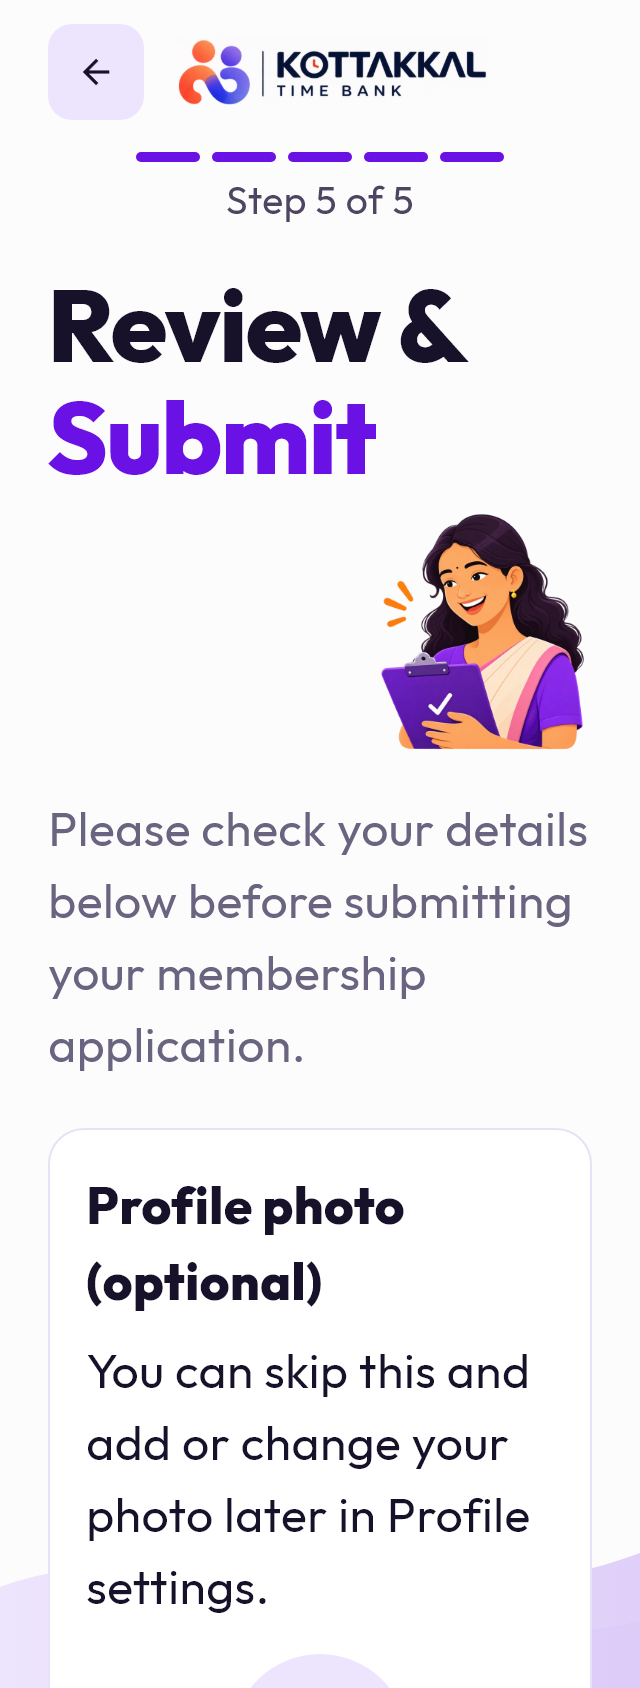 KOTTAKKAL
TIME BANK
Step 5 of 5
Review &
Submit
Please check your details
below before submitting
your membership
application.
Profile photo
(optional)
You can skip this and
add or change your
photo later in Profile
settings.